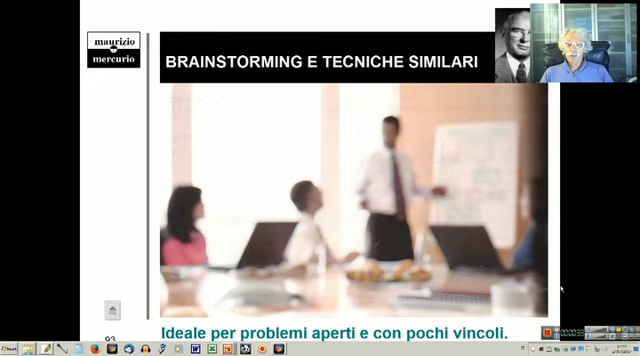 maurizio
mercurio
BRAINSTORMING E TECNICHE SIMILARI
93
Ideale per problemi aperti e con pochi vincoli.